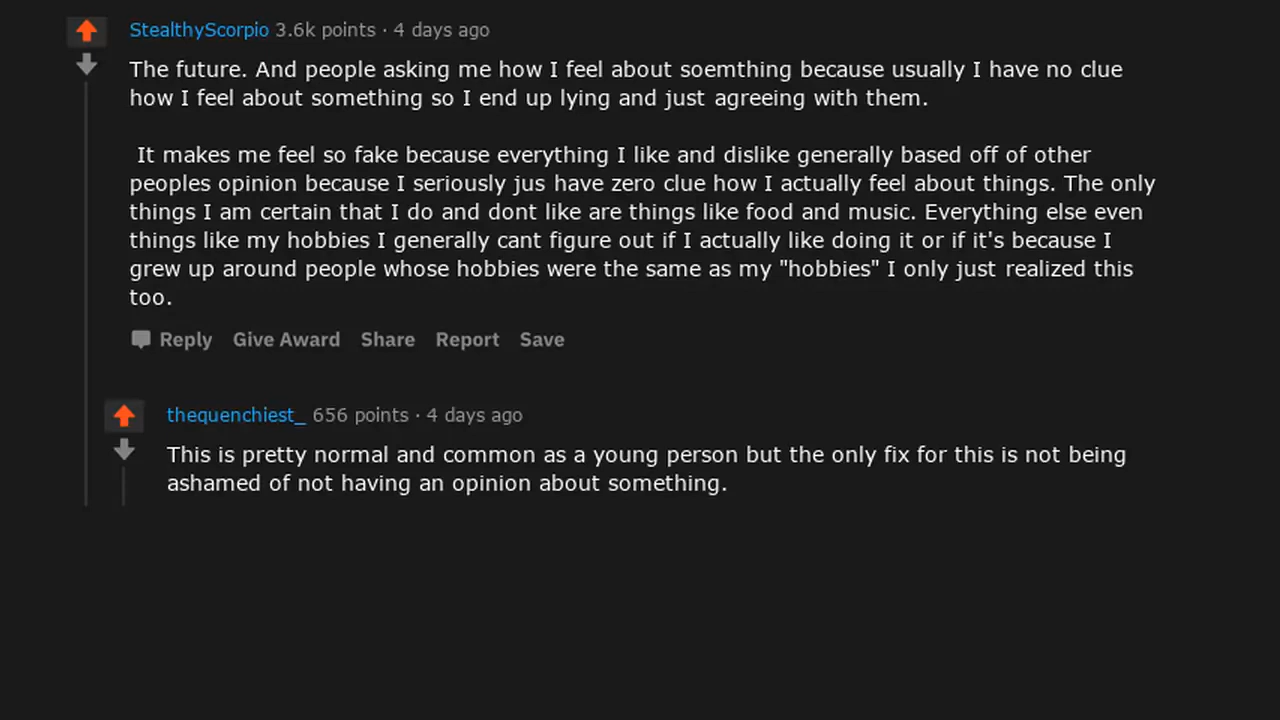 StealthyScorpio 3.6k points · 4 days ago
The future. And people asking me how I feel about soemthing because usually I have no clue
how I feel about something so I end up lying and just agreeing with them.
It makes me feel so fake because everything I like and dislike generally based off of other
peoples opinion because I seriously jus have zero clue how I actually feel about things. The only
things I am certain that I do and dont like are things like food and music. Everything else even
things like my hobbies I generally cant figure out if I actually like doing it or if it's because I
grew up around people whose hobbies were the same as my "hobbies" I only just realized this
too.
Reply Give Award Share Report Save
thequenchiest_ 656 points · 4 days ago
This is pretty normal and common as a young person but the only fix for this is not being
ashamed of not having an opinion about something.